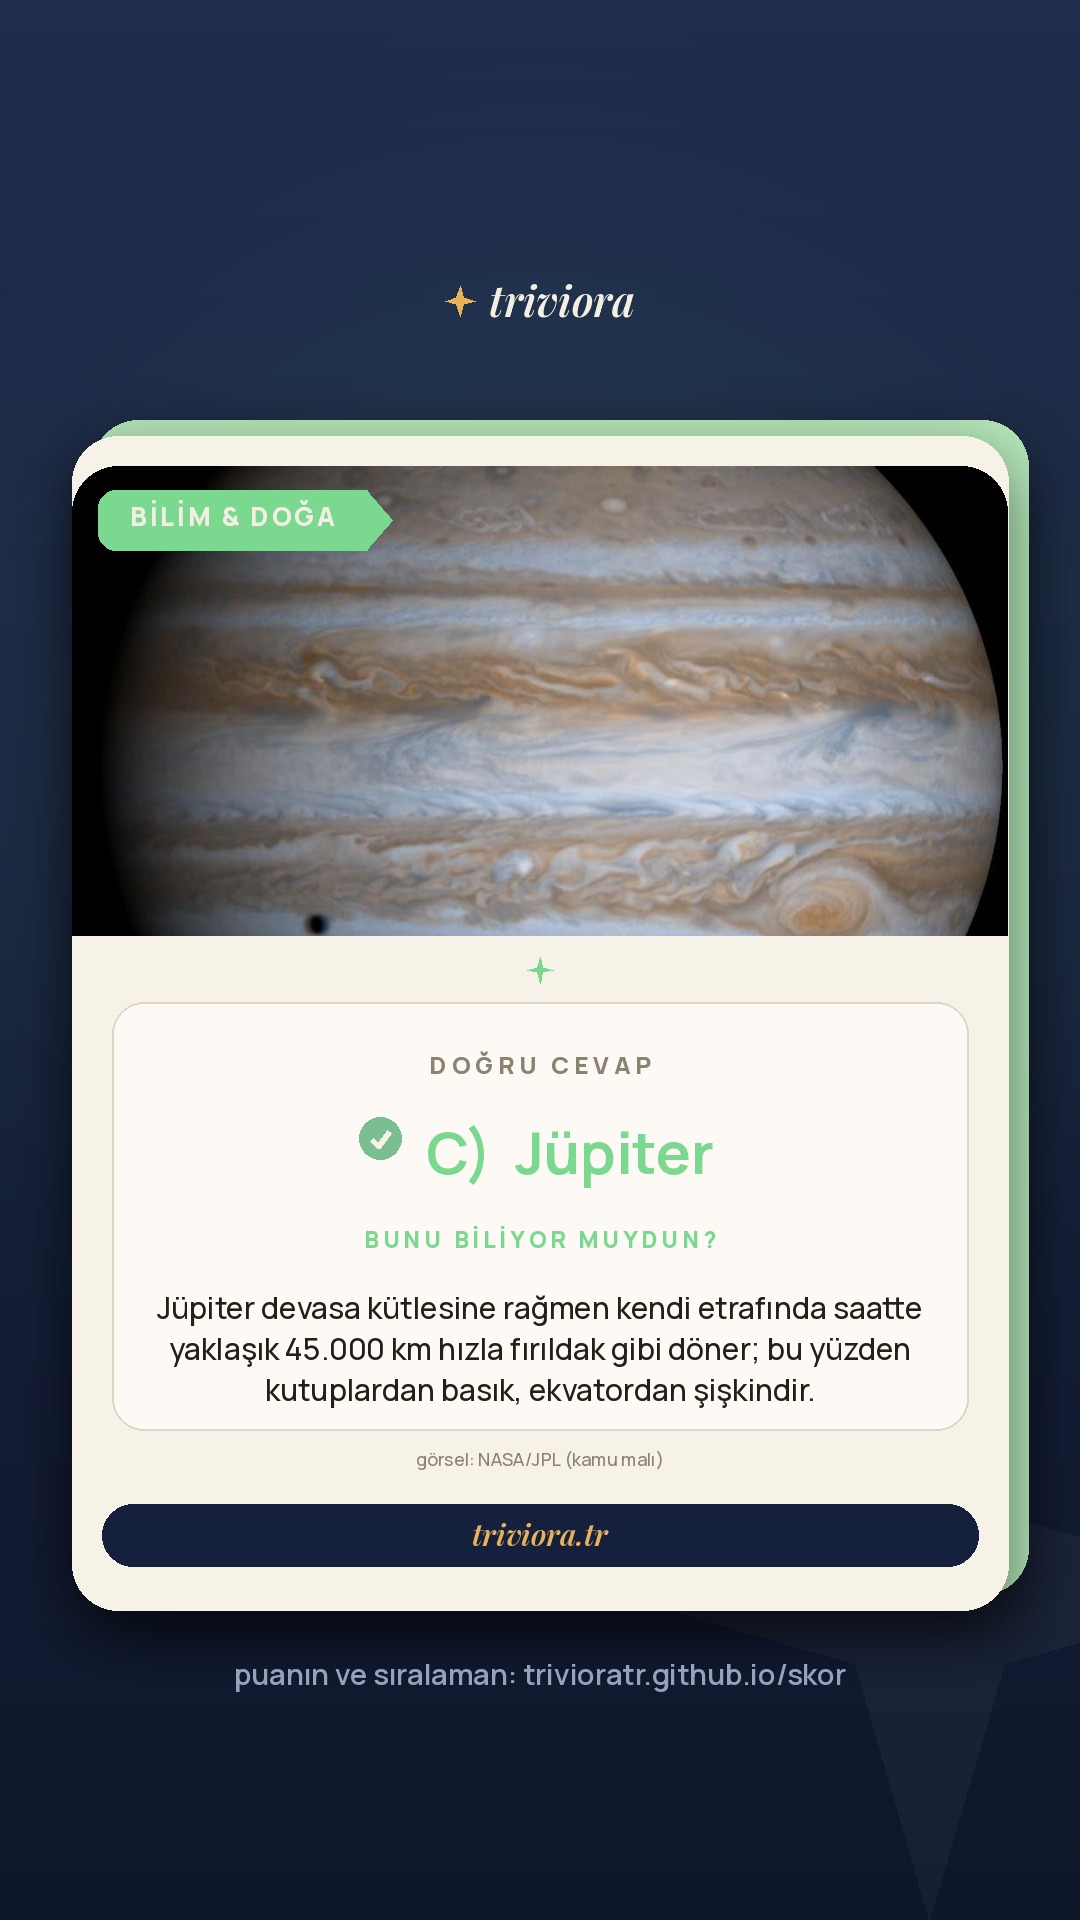 triviora
BİLİM & DOĞA
DOĞRU CEVAP
C) Jüpiter
BUNU BİLİYOR MUYDUN?
Jüpiter devasa kütlesine rağmen kendi etrafında saatte
yaklaşık 45.000 km hızla fırıldak gibi döner; bu yüzden
kutuplardan basık, ekvatordan şişkindir.
görsel: NASA/JPL (kamu malı)
triviora.tr
puanın ve sıralaman: trivioratr.github.io/skor